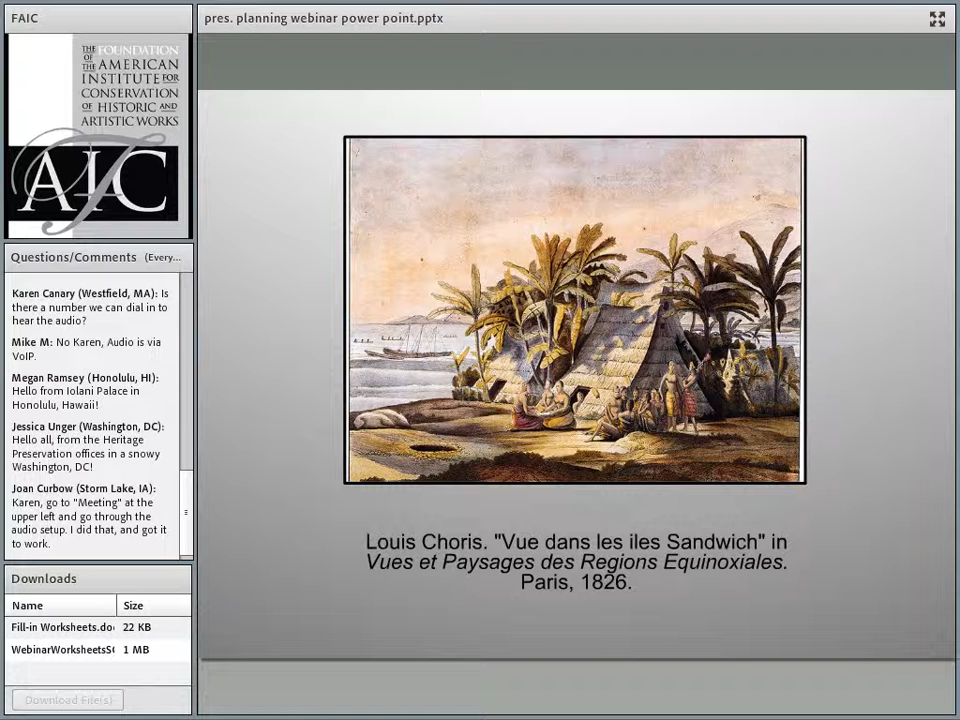 FAIC
pres. planning webinar power point.pptx
THE FOUNDATION
OF THE AMERICAN
INSTITUTE FOR
CONSERVATION
OF HISTORIC AND
ARTISTIC WORKS
AIC
Questions/Comments (Every...
Karen Canary (Westfield, MA): Is
there a number we can dial in to
hear the audio?
Mike M: No Karen, Audio is via
VoIP.
Megan Ramsey (Honolulu, HI):
Hello from Iolani Palace in
Honolulu, Hawaii!
Jessica Unger (Washington, DC):
Hello all, from the Heritage
Preservation offices in a snowy
Washington, DC!
Joan Curbow (Storm Lake, IA):
Karen, go to "Meeting" at the
upper left and go through the
audio setup. I did that, and got it
to work.
Louis Choris. "Vue dans les iles Sandwich" in
Vues et Paysages des Regions Equinoxiales.
Paris, 1826.
Downloads
Name Size
Fill-in Worksheets.do 22 KB
WebinarWorksheetsS 1 MB
Download File(s)